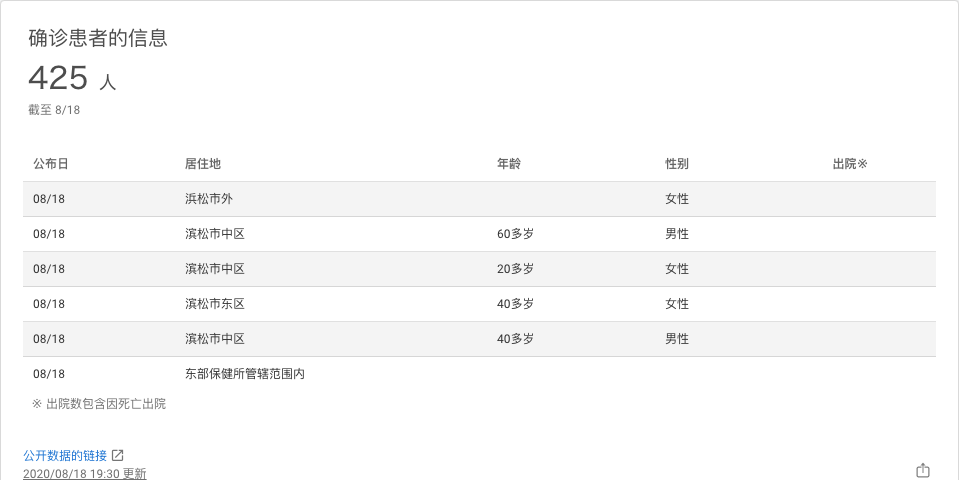 确诊患者的信息
425 人
截至 8/18
公布日 居住地 年龄 性别 出院※
08/18 浜松市外 女性
08/18 滨松市中区 60多岁 男性
08/18 滨松市中区 20多岁 女性
08/18 滨松市东区 40多岁 女性
08/18 滨松市中区 40多岁 男性
08/18 东部保健所管辖范围内
※ 出院数包含因死亡出院
公开数据的链接
2020/08/18 19:30 更新